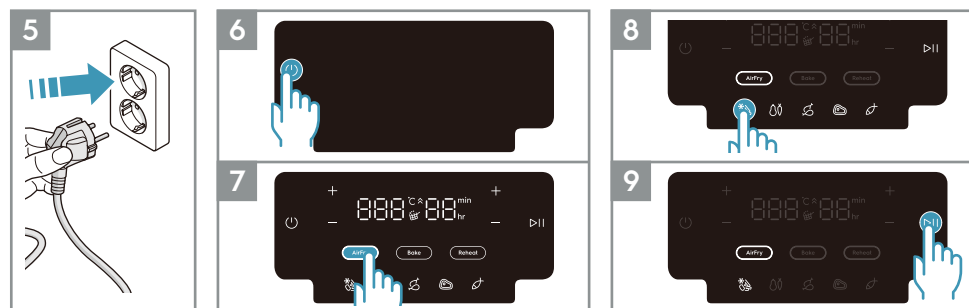 5
6
7
+ +
888 °C 88 min
hr
− −
AirFry Bake Reheat
8
888 °C 88 min
hr
− −
AirFry Bake Reheat
9
+ +
888 °C 88 min
hr
− −
AirFry Bake Reheat